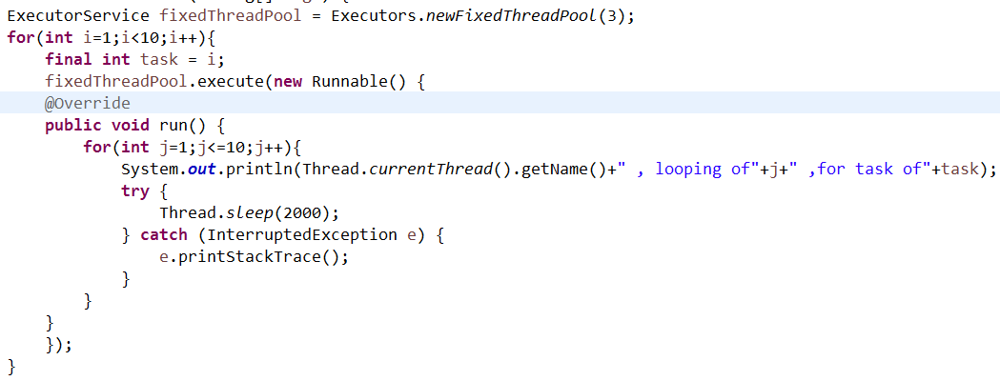 ExecutorService fixedThreadPool = Executors.newFixedThreadPool(3);
for(int i=1;i<10;i++){
    final int task = i;
    fixedThreadPool.execute(new Runnable() {
    @Override
    public void run() {
        for(int j=1;j<=10;j++){
            System.out.println(Thread.currentThread().getName()+" , looping of"+j+" ,for task of"+task);
            try {
                Thread.sleep(2000);
            } catch (InterruptedException e) {
                e.printStackTrace();
            }
        }
    }
    });
}